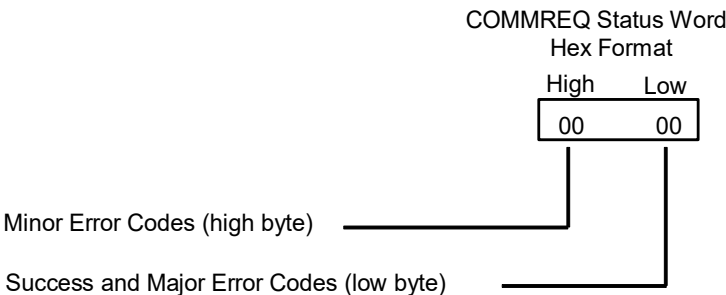 COMMREQ Status Word
Hex Format
High Low
00 00
Minor Error Codes (high byte)
Success and Major Error Codes (low byte)